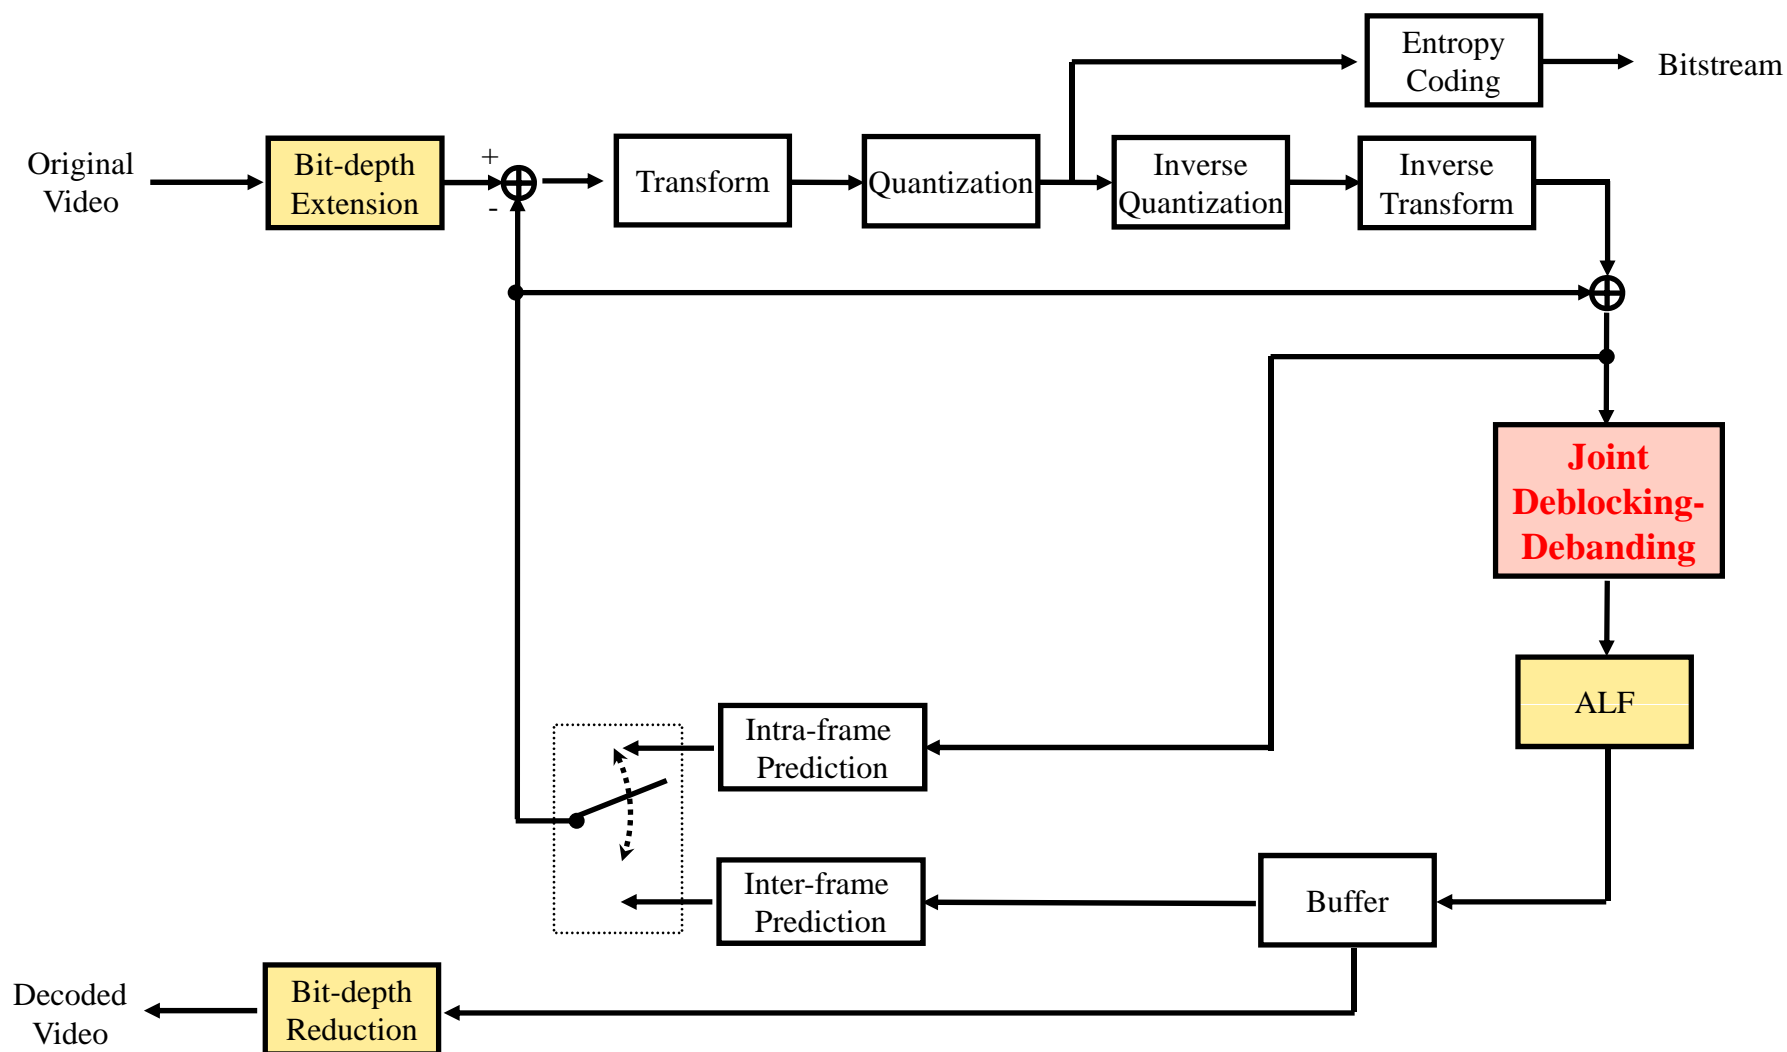 Entropy
Coding
Bitstream
Original
Video
Bit-depth
Extension
+
-
Transform
Quantization
Inverse
Quantization
Inverse
Transform
Joint
Deblocking-
Debanding
ALF
Intra-frame
Prediction
Inter-frame
Prediction
Buffer
Decoded
Video
Bit-depth
Reduction